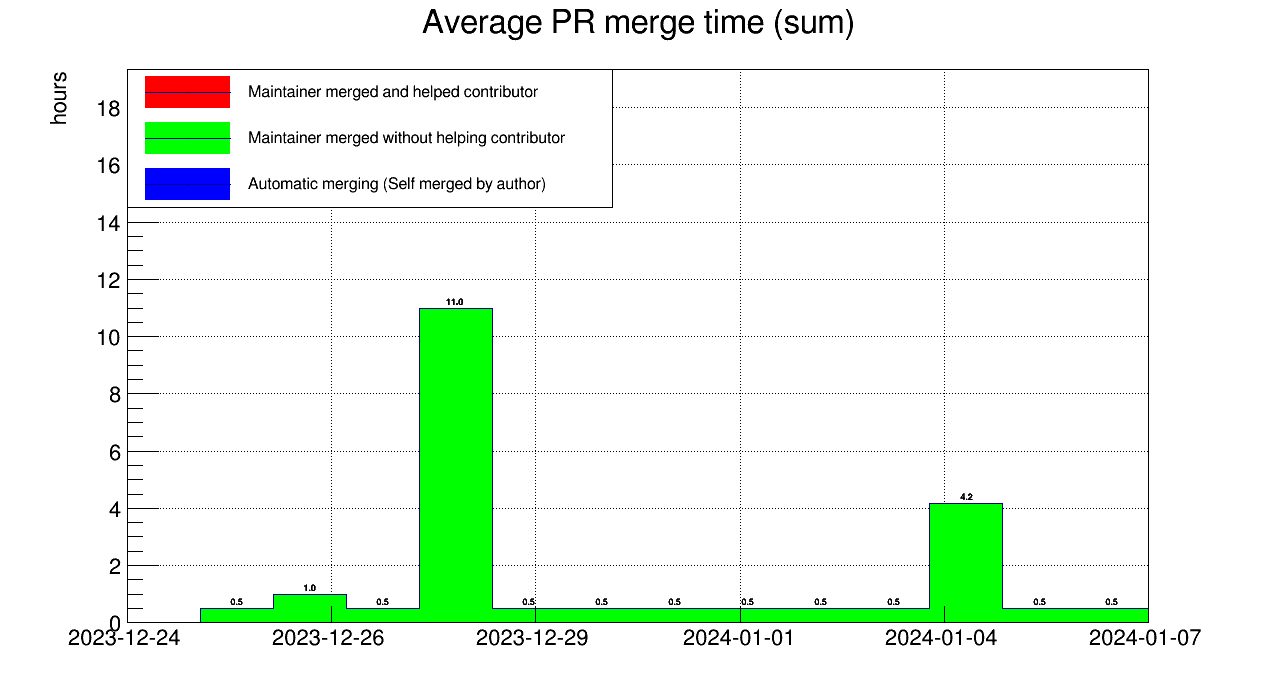 Average PR merge time (sum)
hours
Maintainer merged and helped contributor
Maintainer merged without helping contributor
Automatic merging (Self merged by author)
18
16
14
12
10
8
6
4
2
0
11.0
4.2
1.0
0.5 0.5 0.5 0.5 0.5 0.5 0.5 0.5 0.5 0.5
2023-12-24 2023-12-26 2023-12-29 2024-01-01 2024-01-04 2024-01-07